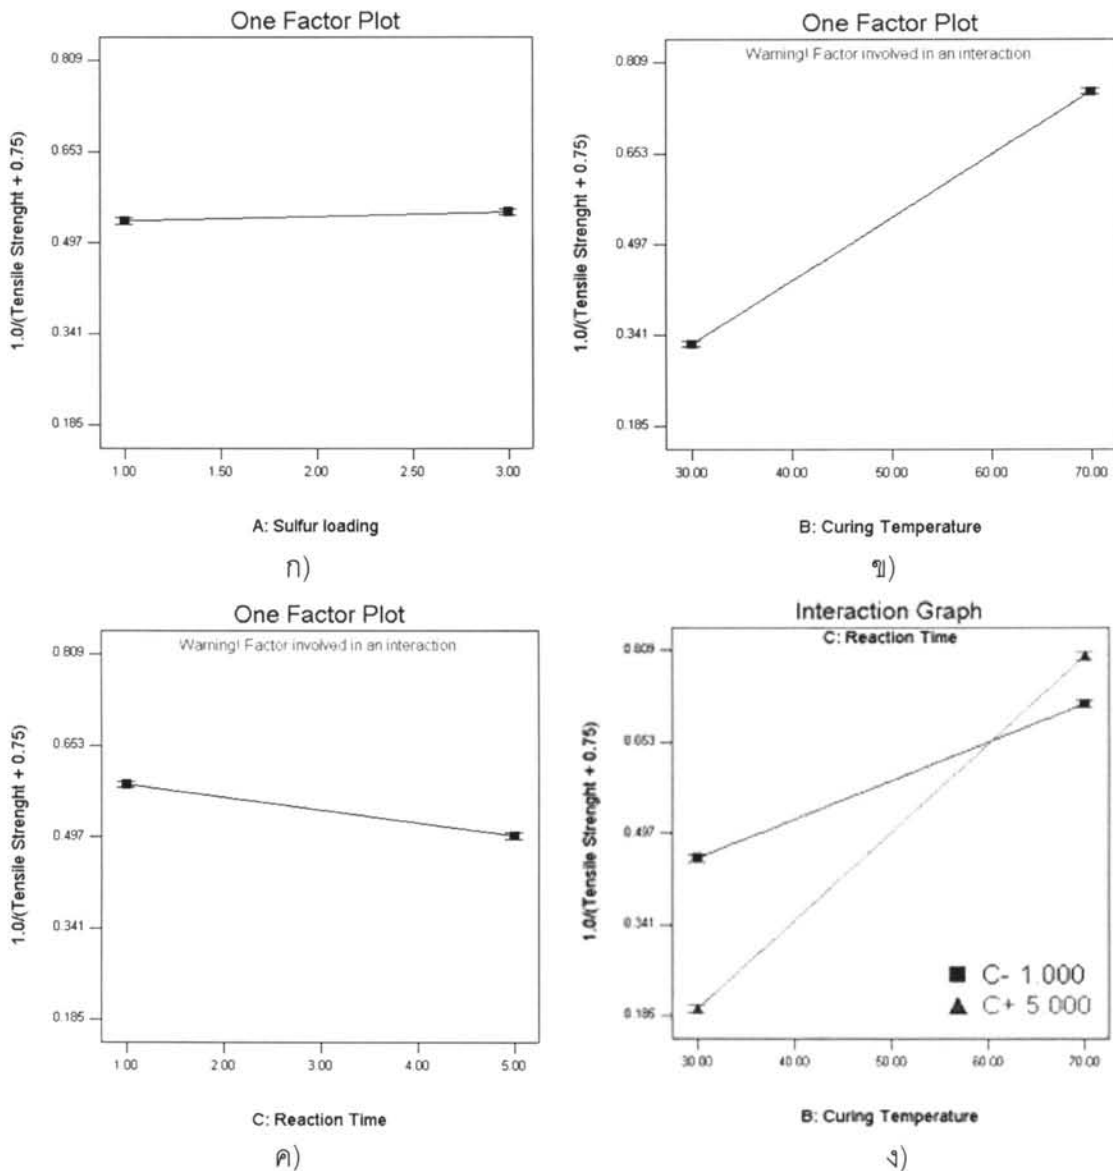 One Factor Plot
0.809
0.653
0.497
0.341
0.185
1.0/(Tensile Strenght + 0.75)
1.00 1.50 2.00 2.50 3.00
A: Sulfur loading
ก)
One Factor Plot
Warning! Factor involved in an interaction
0.809
0.653
0.497
0.341
0.185
1.0/(Tensile Strenght + 0.75)
30.00 40.00 50.00 60.00 70.00
B: Curing Temperature
ข)
One Factor Plot
Warning! Factor involved in an interaction
0.809
0.653
0.497
0.341
0.185
1.0/(Tensile Strenght + 0.75)
1.00 2.00 3.00 4.00 5.00
C: Reaction Time
ค)
Interaction Graph
C: Reaction Time
0.809
0.653
0.497
0.341
0.185
1.0/(Tensile Strenght + 0.75)
C- 1.000
C+ 5.000
30.00 40.00 50.00 60.00 70.00
B: Curing Temperature
ง)